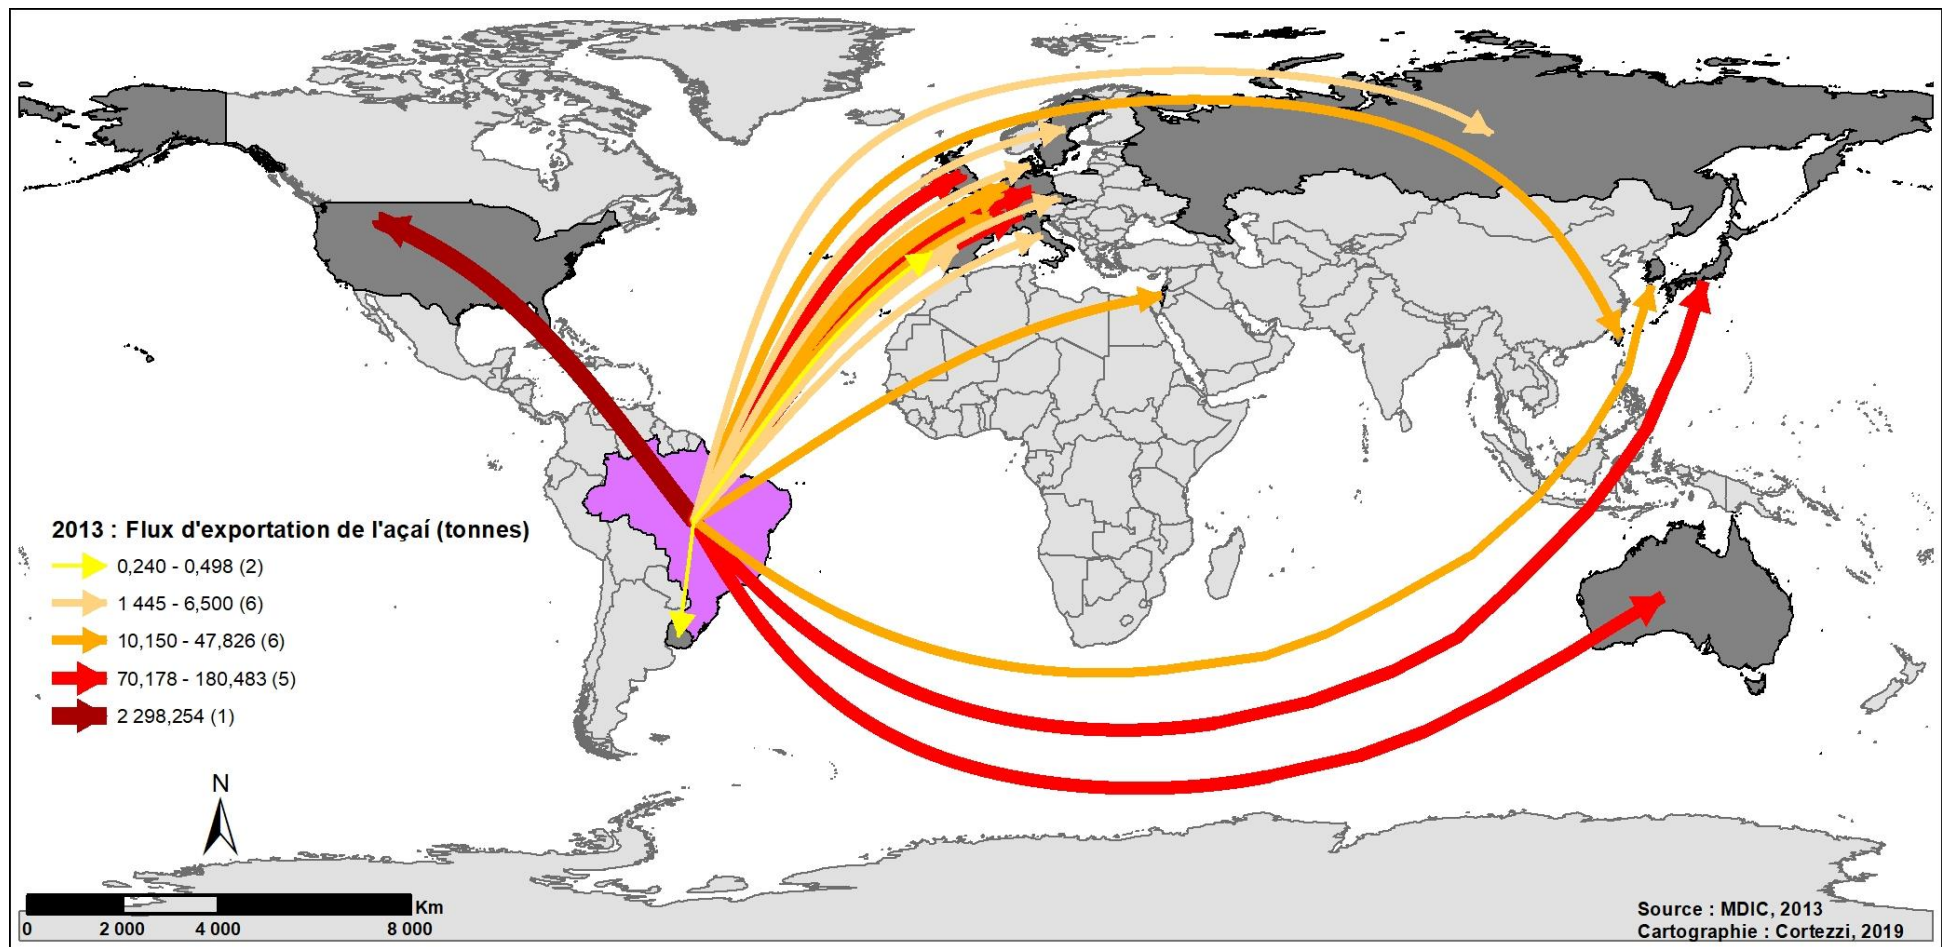 2013 : Flux d'exportation de l'açaí (tonnes)
0,240 - 0,498 (2)
1 445 - 6,500 (6)
10,150 - 47,826 (6)
70,178 - 180,483 (5)
2 298,254 (1)
N
Km
0 2 000 4 000 8 000
Source : MDIC, 2013
Cartographie : Cortezzi, 2019